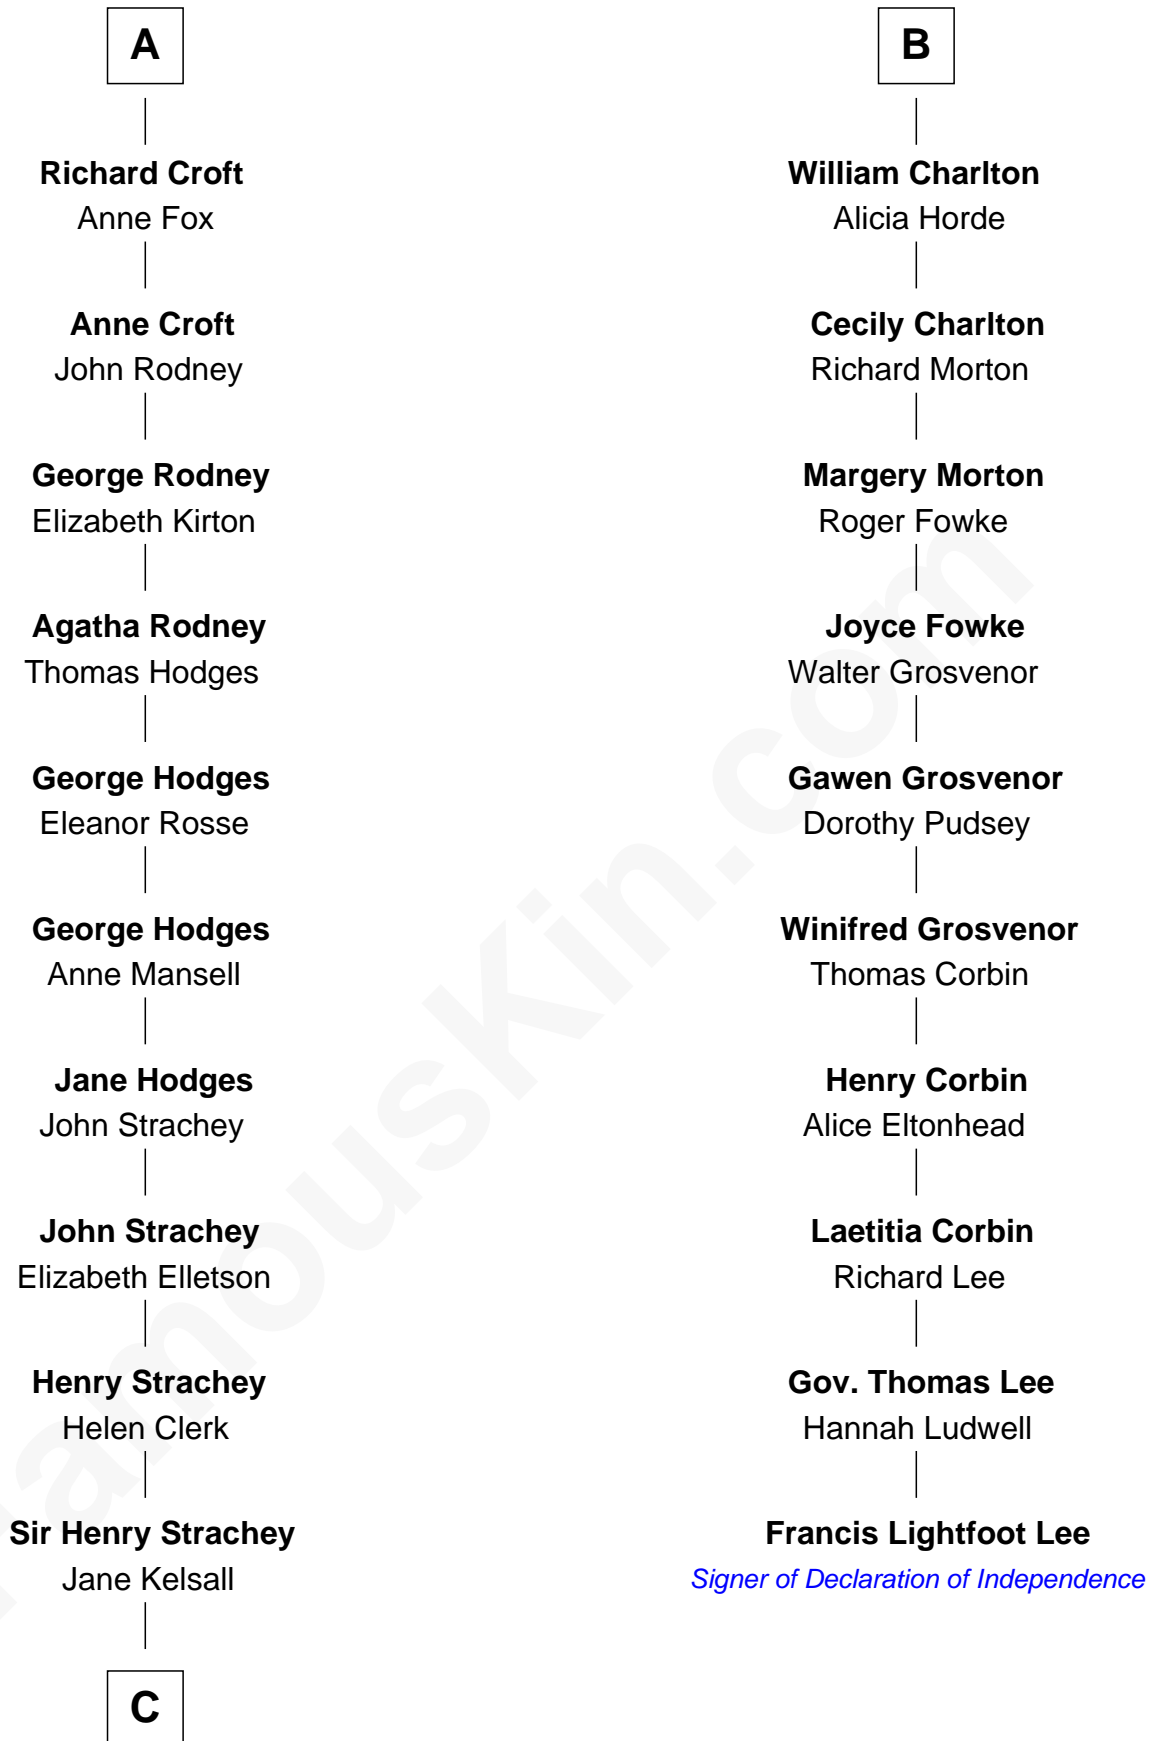 A
Richard Croft
Anne Fox
Anne Croft
John Rodney
George Rodney
Elizabeth Kirton
Agatha Rodney
Thomas Hodges
George Hodges
Eleanor Rosse
George Hodges
Anne Mansell
Jane Hodges
John Strachey
John Strachey
Elizabeth Elletson
Henry Strachey
Helen Clerk
Sir Henry Strachey
Jane Kelsall
C
B
William Charlton
Alicia Horde
Cecily Charlton
Richard Morton
Margery Morton
Roger Fowke
Joyce Fowke
Walter Grosvenor
Gawen Grosvenor
Dorothy Pudsey
Winifred Grosvenor
Thomas Corbin
Henry Corbin
Alice Eltonhead
Laetitia Corbin
Richard Lee
Gov. Thomas Lee
Hannah Ludwell
Francis Lightfoot Lee
Signer of Declaration of Independence
FamousKin.com